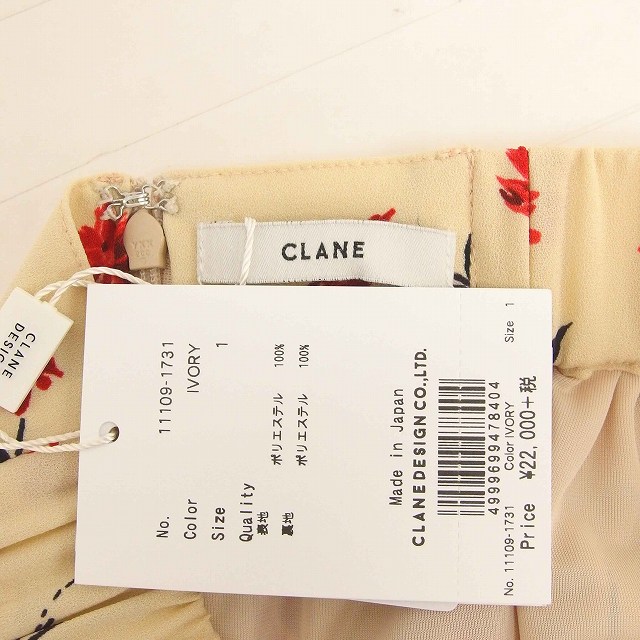 CLANE
CLANE
DESIG
No. 11109-1731
Color IVORY
Size 1
Quality
表地 ポリエステル 100%
裏地 ポリエステル 100%
Made in Japan
CLANE DESIGN CO.,LTD.
4999699478404
No. 11109-1731 Color IVORY Size 1
Price ¥22,000+税